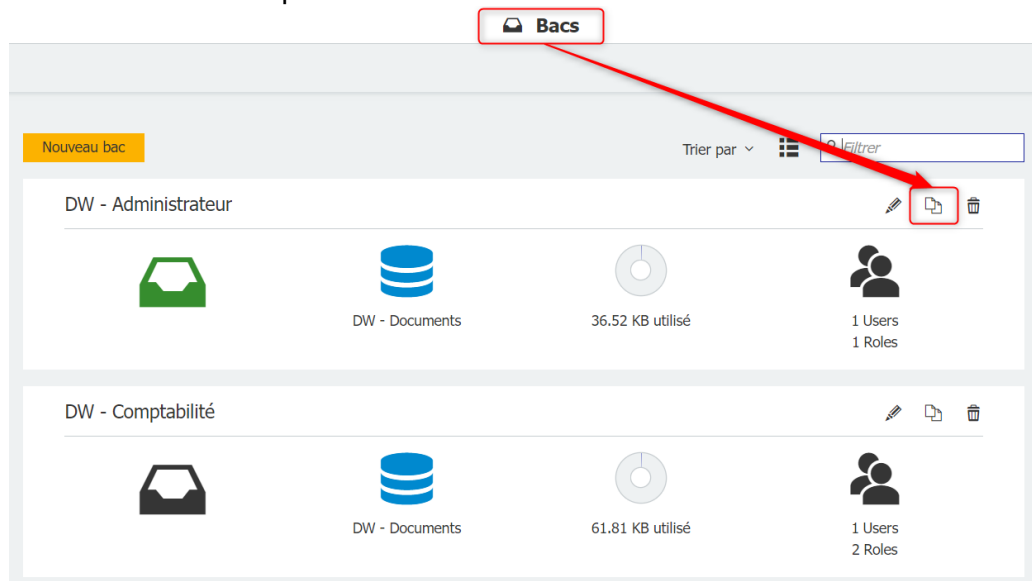 Bacs
Nouveau bac
Trier par
Filtrer
DW - Administrateur
DW - Documents
36.52 KB utilisé
1 Users
1 Roles
DW - Comptabilité
DW - Documents
61.81 KB utilisé
1 Users
2 Roles